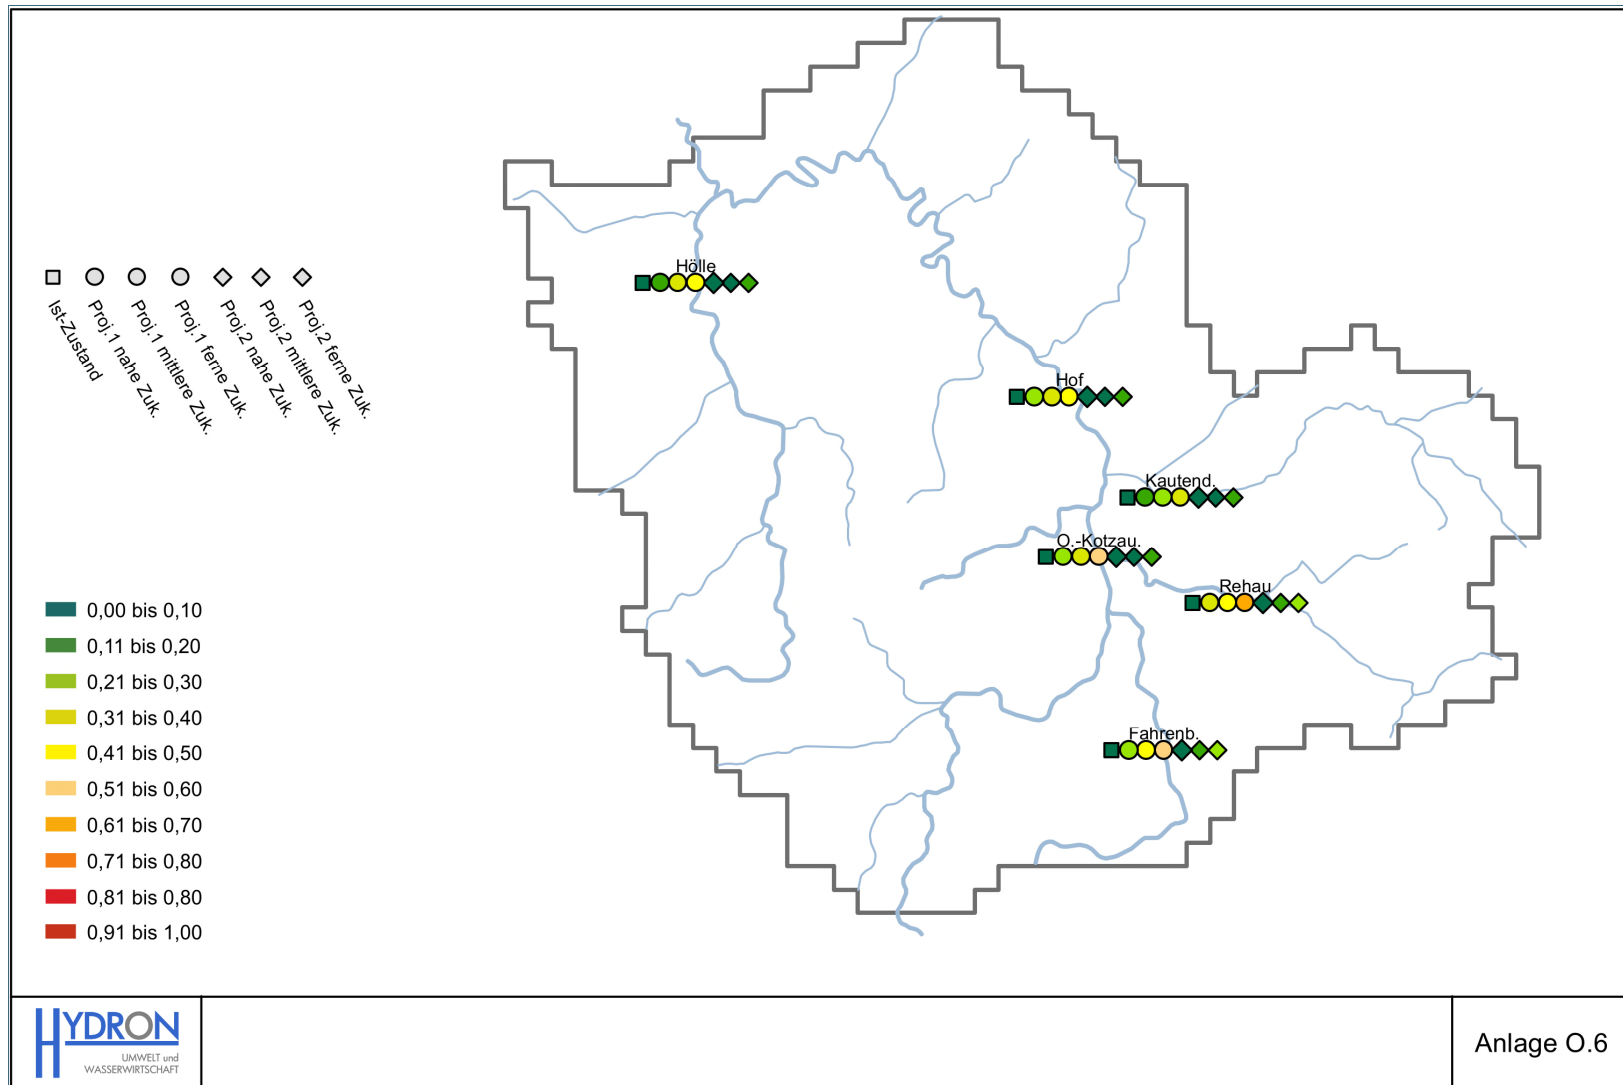 Hölle
Ist-Zustand
Proj.1 nahe Zuk.
Proj.1 mittlere Zuk.
Proj.1 ferne Zuk.
Proj.2 nahe Zuk.
Proj.2 mittlere Zuk.
Proj.2 ferne Zuk.
Hof
Kautend.
O.-Kotzau.
Rehau
Fahrenb.
0,00 bis 0,10
0,11 bis 0,20
0,21 bis 0,30
0,31 bis 0,40
0,41 bis 0,50
0,51 bis 0,60
0,61 bis 0,70
0,71 bis 0,80
0,81 bis 0,80
0,91 bis 1,00
HYDRON
UMWELT und
WASSERWIRTSCHAFT
Anlage O.6